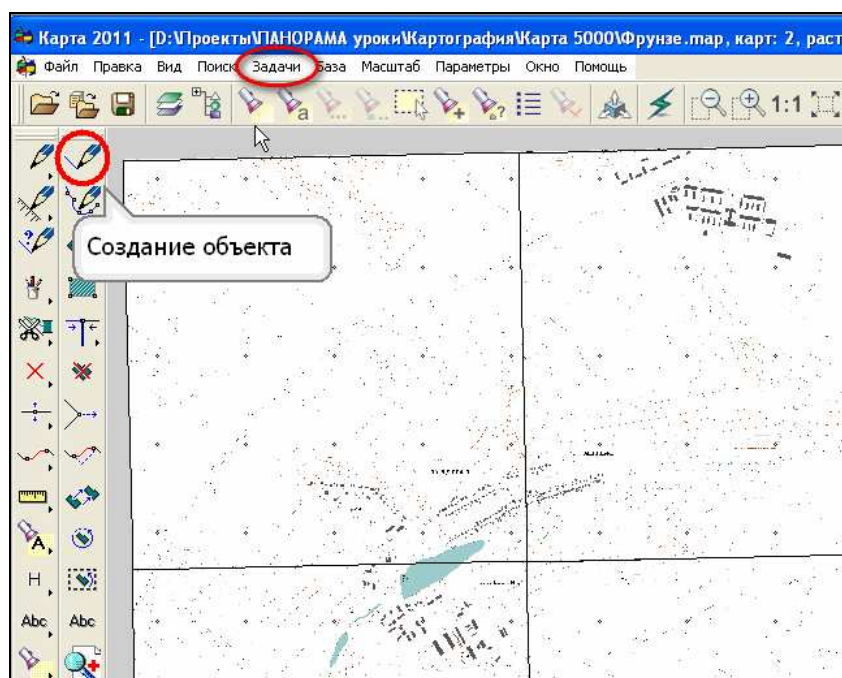 Карта 2011 - [D:\Проекты\ПАНОРАМА уроки\Картография\Карта 5000\Фрунзе.map, карт: 2, раст
Файл Правка Вид Поиск Задачи База Масштаб Параметры Окно Помощь
a ? 1:1
?
Создание объекта
A
H
Abc Abc